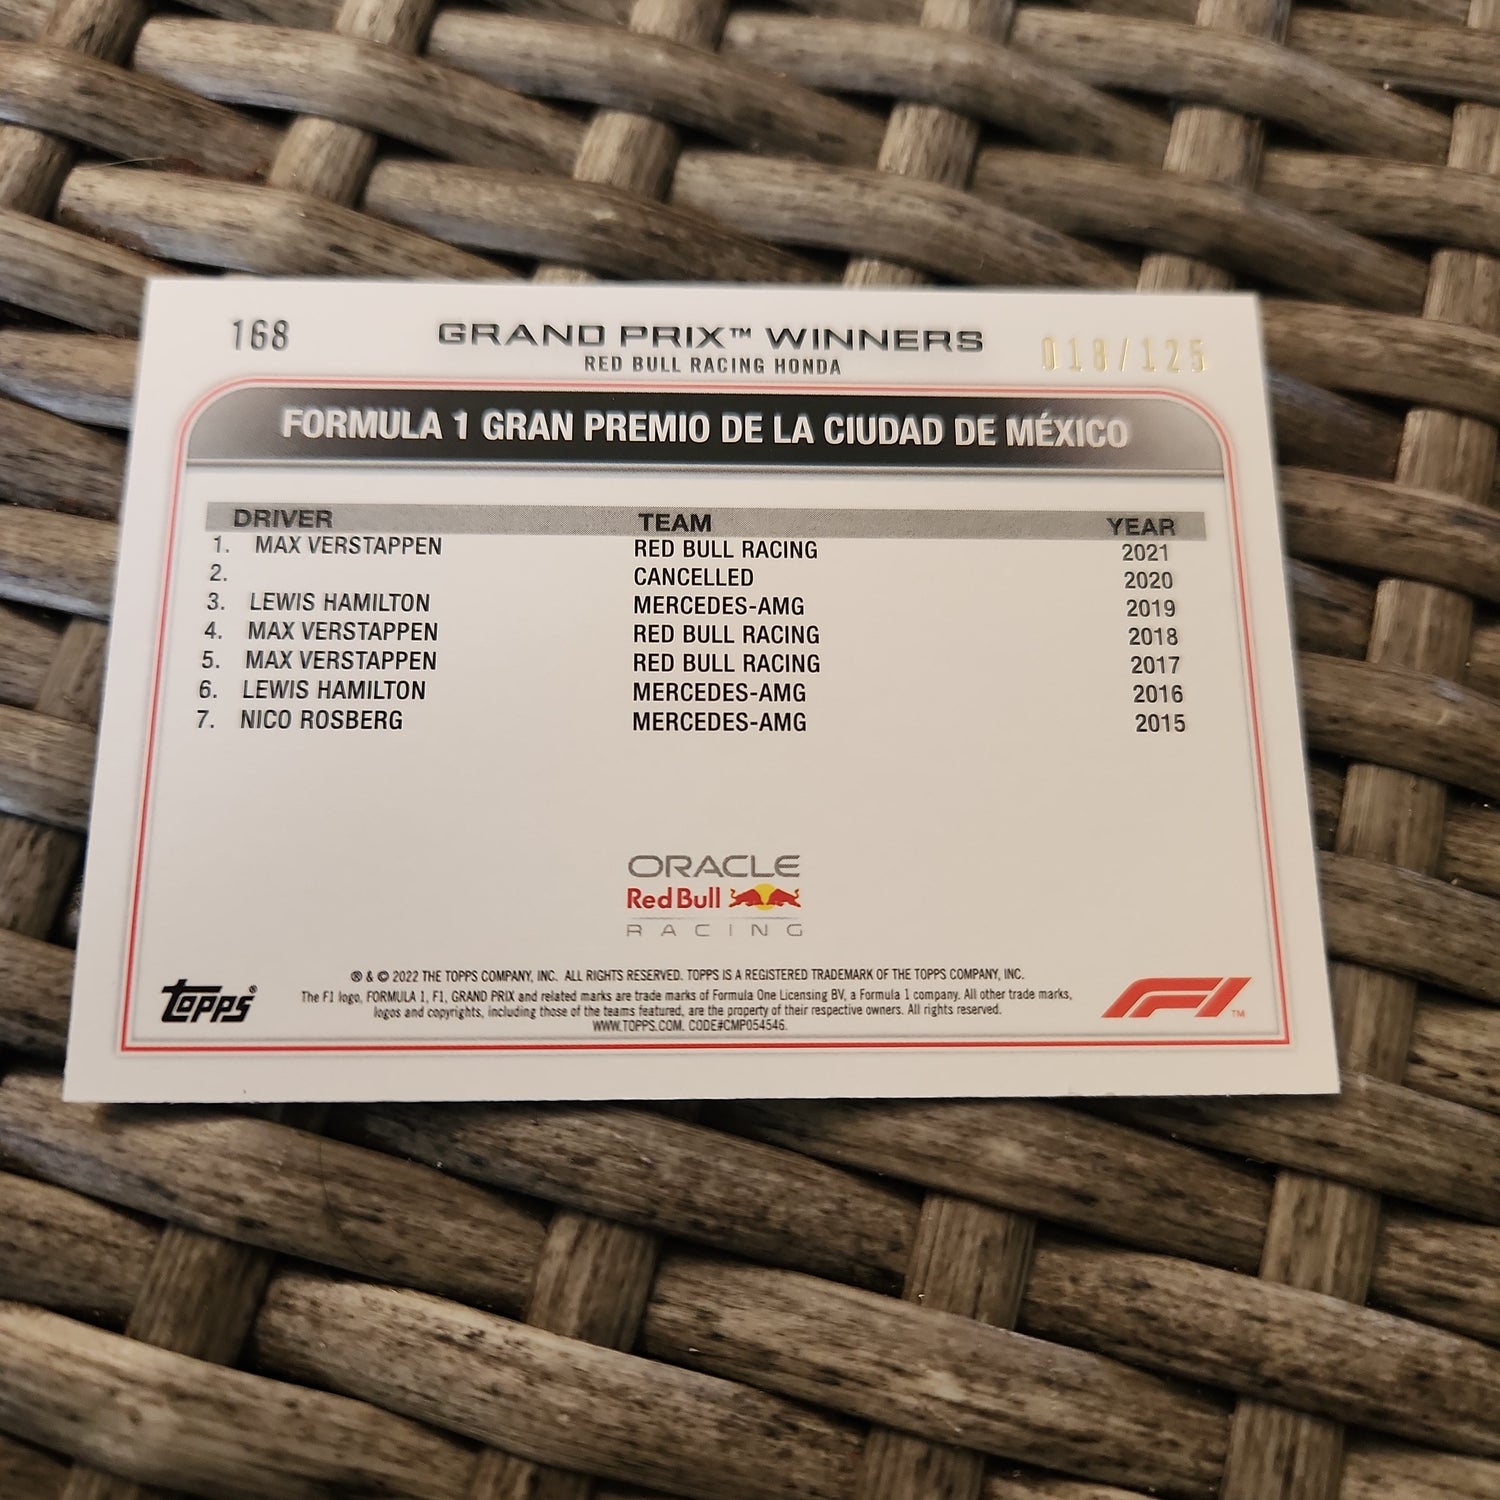 168
GRAND PRIX™ WINNERS
RED BULL RACING HONDA
018/125
FORMULA 1 GRAN PREMIO DE LA CIUDAD DE MÉXICO
DRIVER TEAM YEAR
1. MAX VERSTAPPEN RED BULL RACING 2021
2. CANCELLED 2020
3. LEWIS HAMILTON MERCEDES-AMG 2019
4. MAX VERSTAPPEN RED BULL RACING 2018
5. MAX VERSTAPPEN RED BULL RACING 2017
6. LEWIS HAMILTON MERCEDES-AMG 2016
7. NICO ROSBERG MERCEDES-AMG 2015
ORACLE
Red Bull
RACING
® & © 2022 THE TOPPS COMPANY, INC. ALL RIGHTS RESERVED. TOPPS IS A REGISTERED TRADEMARK OF THE TOPPS COMPANY, INC.
The F1 logo, FORMULA 1, F1, GRAND PRIX and related marks are trade marks of Formula One Licensing BV, a Formula 1 company. All other trade marks,
logos and copyrights, including those of the teams featured, are the property of their respective owners. All rights reserved.
WWW.TOPPS.COM. CODE#CMP054546.
Topps®
F1™